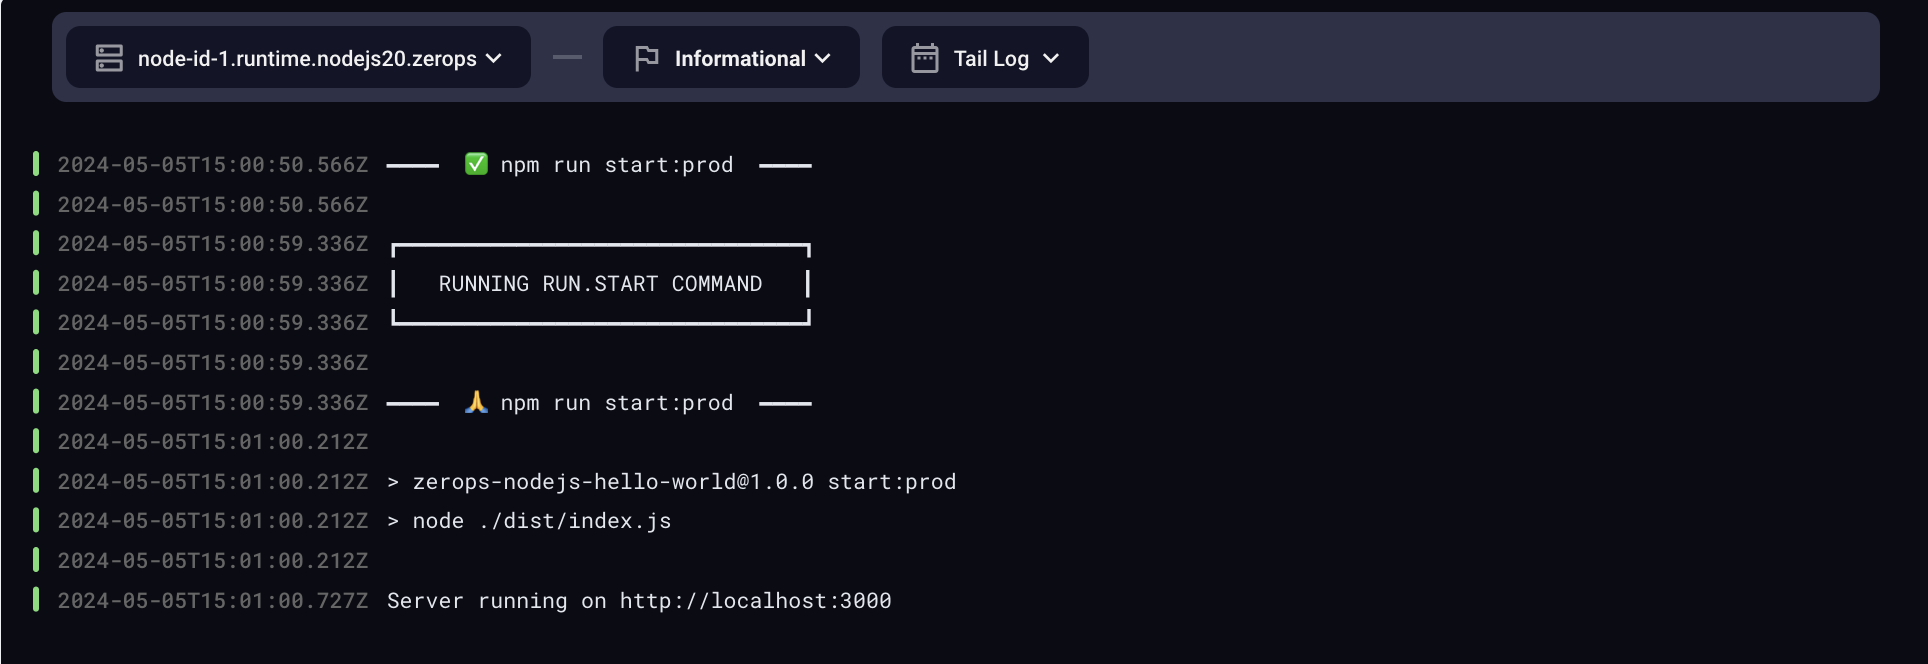 node-id-1.runtime.nodejs20.zerops — Informational Tail Log
2024-05-05T15:00:50.566Z ━━━━ ✅ npm run start:prod ━━━━
2024-05-05T15:00:50.566Z
2024-05-05T15:00:59.336Z
2024-05-05T15:00:59.336Z RUNNING RUN.START COMMAND
2024-05-05T15:00:59.336Z
2024-05-05T15:00:59.336Z
2024-05-05T15:00:59.336Z ━━━━ 🙏 npm run start:prod ━━━━
2024-05-05T15:01:00.212Z
2024-05-05T15:01:00.212Z > zerops-nodejs-hello-world@1.0.0 start:prod
2024-05-05T15:01:00.212Z > node ./dist/index.js
2024-05-05T15:01:00.212Z
2024-05-05T15:01:00.727Z Server running on http://localhost:3000